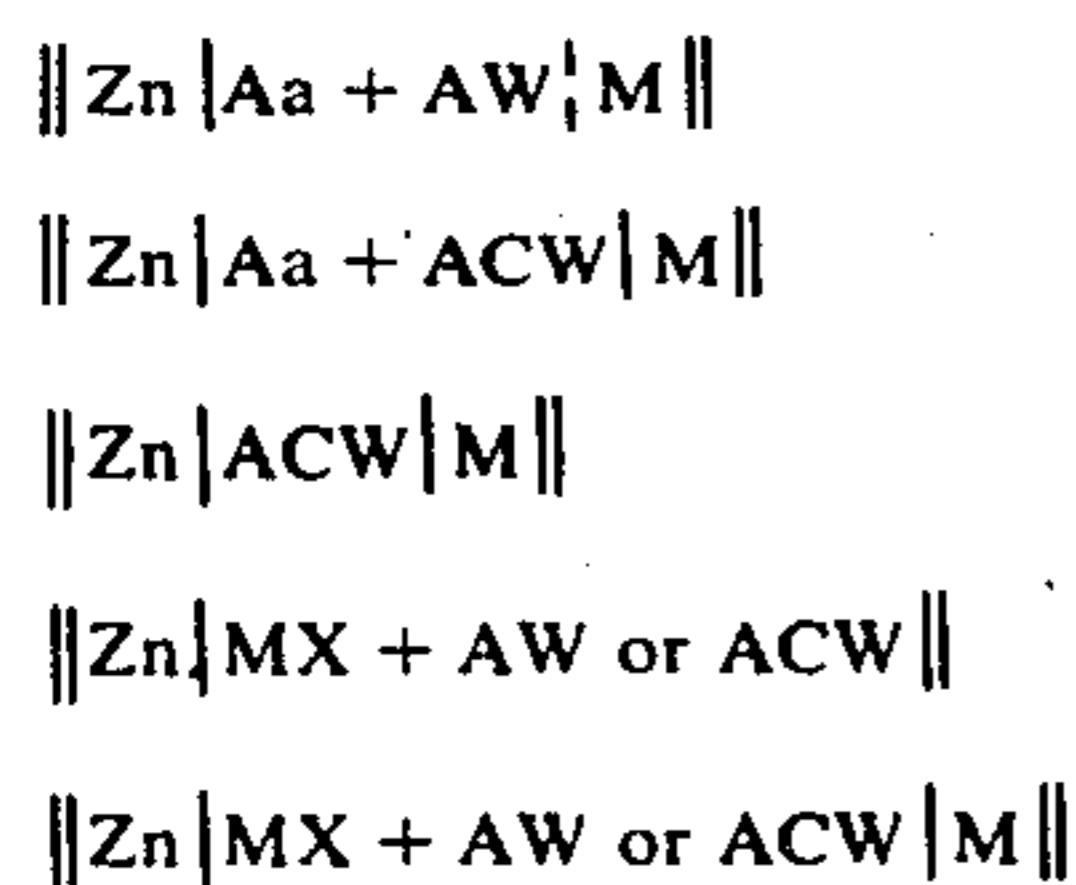 ‖ Zn | Aa + AW ¦ M ‖
‖ Zn | Aa + ACW | M ‖
‖ Zn | ACW | M ‖
‖ Zn | MX + AW or ACW ‖
‖ Zn | MX + AW or ACW | M ‖